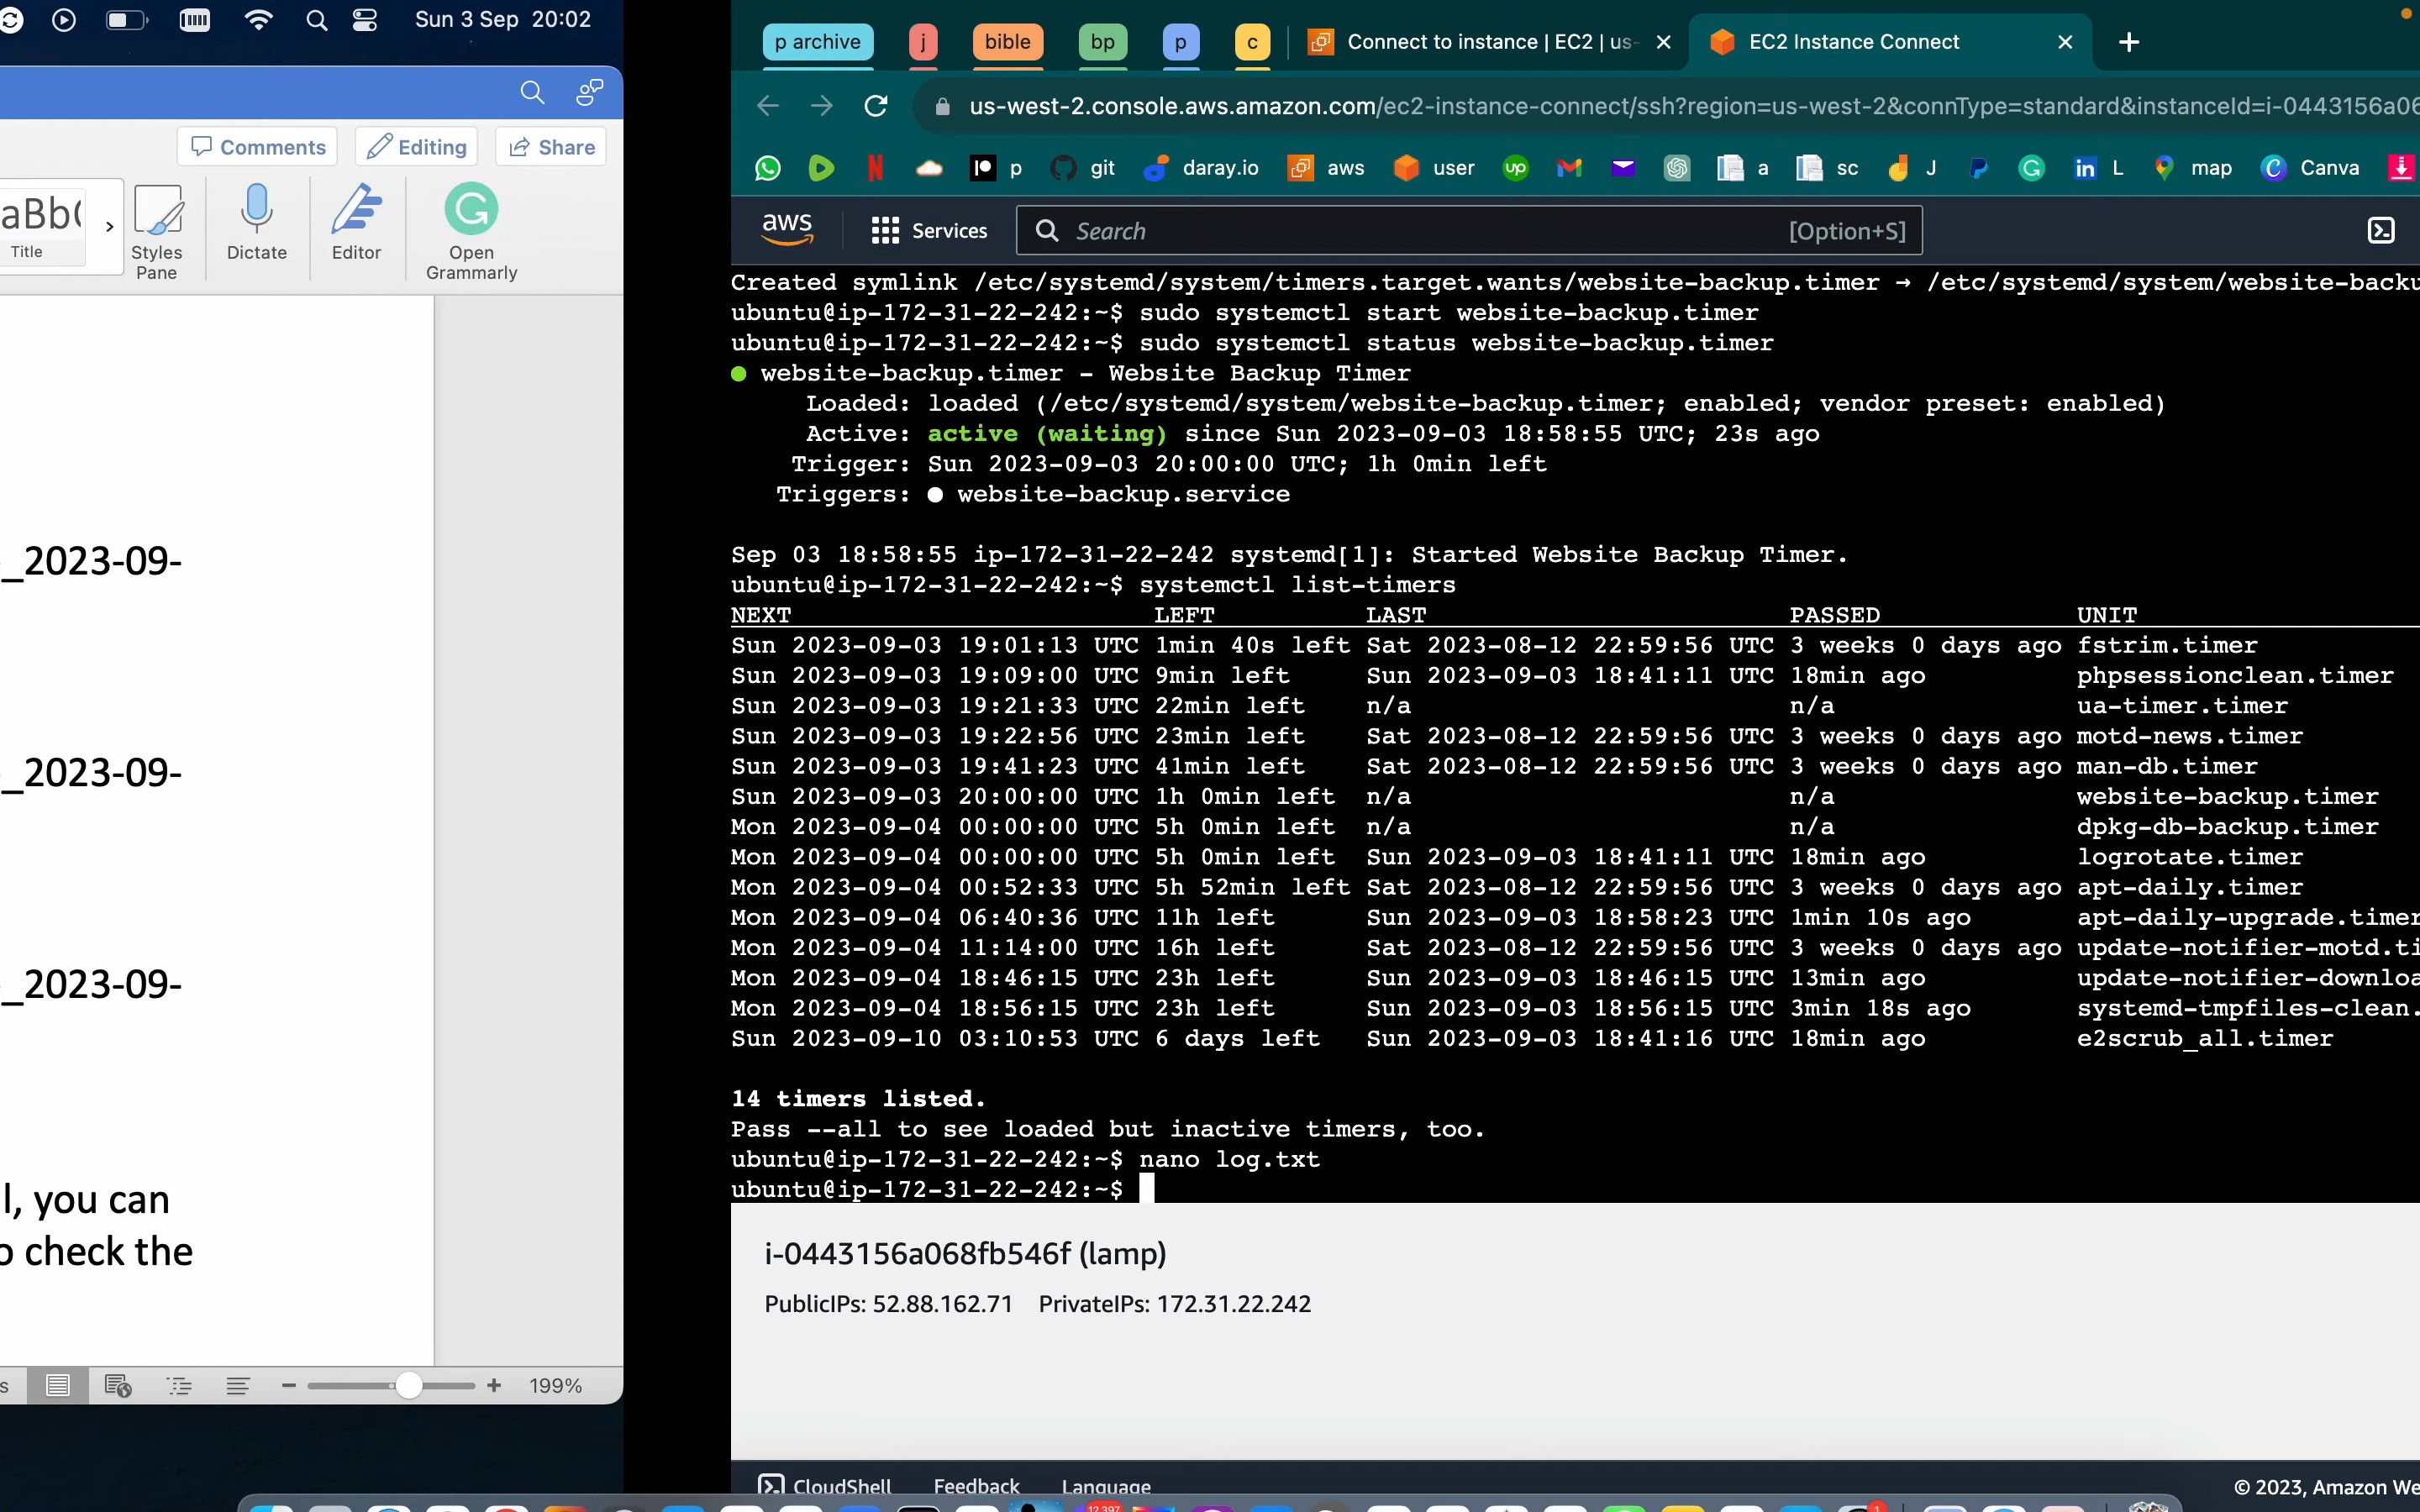 Sun 3 Sep 20:02
Comments
Editing
Share
Title
Styles Pane
Dictate
Editor
Open Grammarly
_2023-09-
_2023-09-
_2023-09-
l, you can
o check the
199%
p archive
j
bible
bp
p
c
Connect to instance | EC2 | us-
EC2 Instance Connect
us-west-2.console.aws.amazon.com/ec2-instance-connect/ssh?region=us-west-2&connType=standard&instanceId=i-0443156a06
p
git
daray.io
aws
user
up
a
sc
J
in L
map
Canva
aws
Services
Search
[Option+S]
Created symlink /etc/systemd/system/timers.target.wants/website-backup.timer → /etc/systemd/system/website-backu
ubuntu@ip-172-31-22-242:~$ sudo systemctl start website-backup.timer
ubuntu@ip-172-31-22-242:~$ sudo systemctl status website-backup.timer
● website-backup.timer - Website Backup Timer
Loaded: loaded (/etc/systemd/system/website-backup.timer; enabled; vendor preset: enabled)
Active: active (waiting) since Sun 2023-09-03 18:58:55 UTC; 23s ago
Trigger: Sun 2023-09-03 20:00:00 UTC; 1h 0min left
Triggers: ● website-backup.service
Sep 03 18:58:55 ip-172-31-22-242 systemd[1]: Started Website Backup Timer.
ubuntu@ip-172-31-22-242:~$ systemctl list-timers
NEXT LEFT LAST PASSED UNIT
Sun 2023-09-03 19:01:13 UTC 1min 40s left Sat 2023-08-12 22:59:56 UTC 3 weeks 0 days ago fstrim.timer
Sun 2023-09-03 19:09:00 UTC 9min left Sun 2023-09-03 18:41:11 UTC 18min ago phpsessionclean.timer
Sun 2023-09-03 19:21:33 UTC 22min left n/a n/a ua-timer.timer
Sun 2023-09-03 19:22:56 UTC 23min left Sat 2023-08-12 22:59:56 UTC 3 weeks 0 days ago motd-news.timer
Sun 2023-09-03 19:41:23 UTC 41min left Sat 2023-08-12 22:59:56 UTC 3 weeks 0 days ago man-db.timer
Sun 2023-09-03 20:00:00 UTC 1h 0min left n/a n/a website-backup.timer
Mon 2023-09-04 00:00:00 UTC 5h 0min left n/a n/a dpkg-db-backup.timer
Mon 2023-09-04 00:00:00 UTC 5h 0min left Sun 2023-09-03 18:41:11 UTC 18min ago logrotate.timer
Mon 2023-09-04 00:52:33 UTC 5h 52min left Sat 2023-08-12 22:59:56 UTC 3 weeks 0 days ago apt-daily.timer
Mon 2023-09-04 06:40:36 UTC 11h left Sun 2023-09-03 18:58:23 UTC 1min 10s ago apt-daily-upgrade.timer
Mon 2023-09-04 11:14:00 UTC 16h left Sat 2023-08-12 22:59:56 UTC 3 weeks 0 days ago update-notifier-motd.ti
Mon 2023-09-04 18:46:15 UTC 23h left Sun 2023-09-03 18:46:15 UTC 13min ago update-notifier-downloa
Mon 2023-09-04 18:56:15 UTC 23h left Sun 2023-09-03 18:56:15 UTC 3min 18s ago systemd-tmpfiles-clean.
Sun 2023-09-10 03:10:53 UTC 6 days left Sun 2023-09-03 18:41:16 UTC 18min ago e2scrub_all.timer
14 timers listed.
Pass --all to see loaded but inactive timers, too.
ubuntu@ip-172-31-22-242:~$ nano log.txt
ubuntu@ip-172-31-22-242:~$
i-0443156a068fb546f (lamp)
PublicIPs: 52.88.162.71 PrivateIPs: 172.31.22.242
CloudShell
Feedback
Language
© 2023, Amazon We
12,397
1